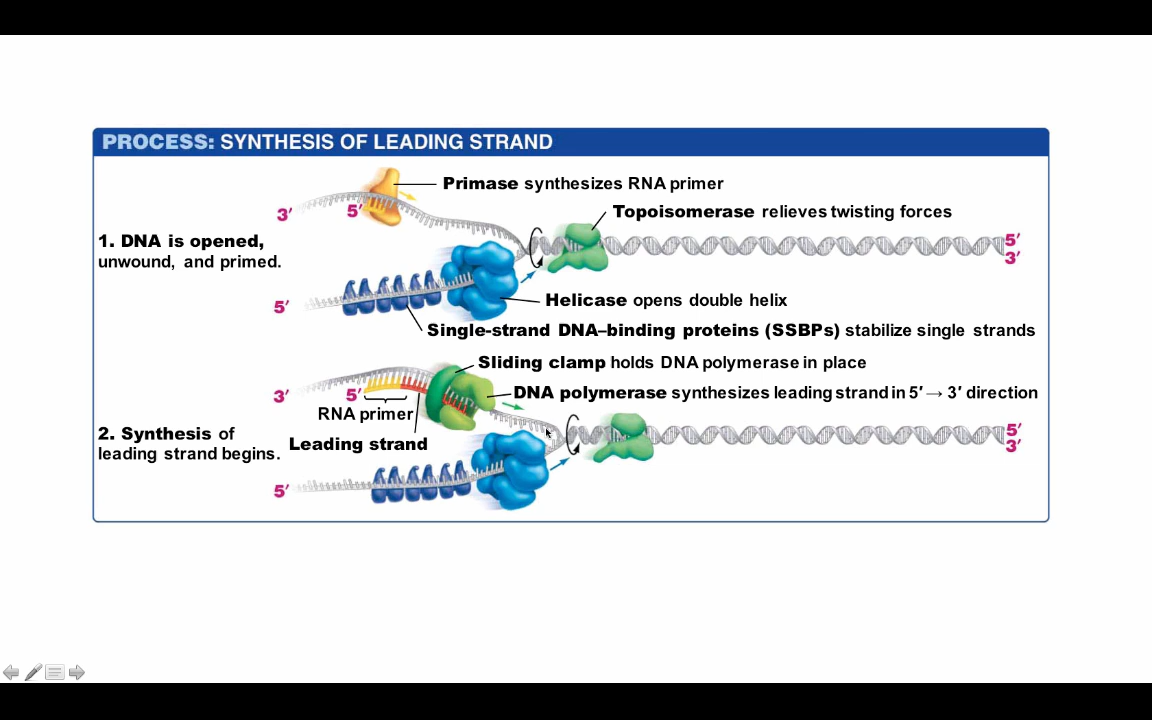 PROCESS: SYNTHESIS OF LEADING STRAND
Primase synthesizes RNA primer
3′ 5′
Topoisomerase relieves twisting forces
1. DNA is opened,
unwound, and primed.
5′
3′
Helicase opens double helix
5′
Single-strand DNA–binding proteins (SSBPs) stabilize single strands
Sliding clamp holds DNA polymerase in place
3′ 5′
DNA polymerase synthesizes leading strand in 5′ → 3′ direction
RNA primer
Leading strand
2. Synthesis of
leading strand begins.
5′
3′
5′